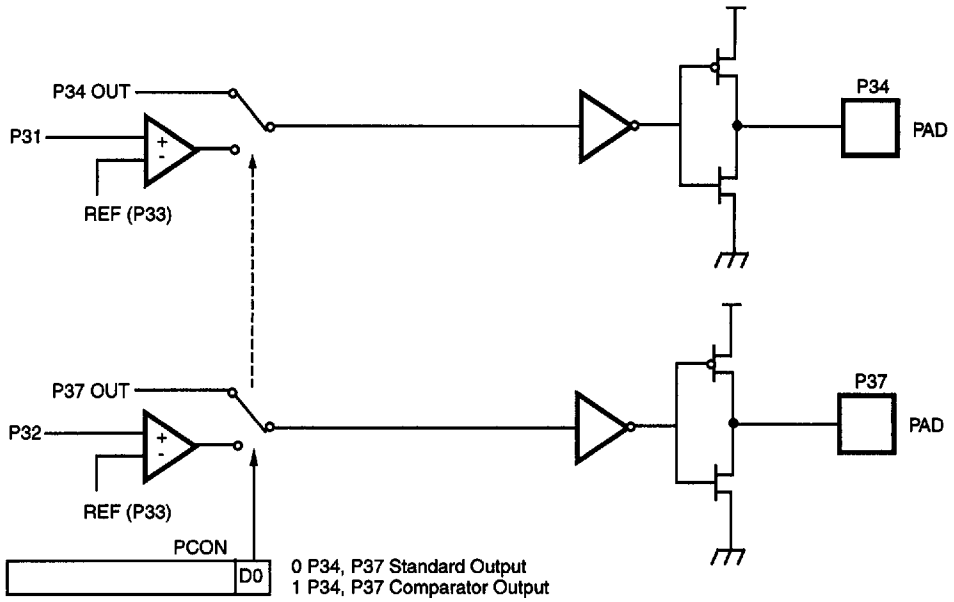 P34 OUT
P31
+
-
REF (P33)
P34
PAD
P37 OUT
P32
+
-
REF (P33)
P37
PAD
PCON
D0
0 P34, P37 Standard Output
1 P34, P37 Comparator Output